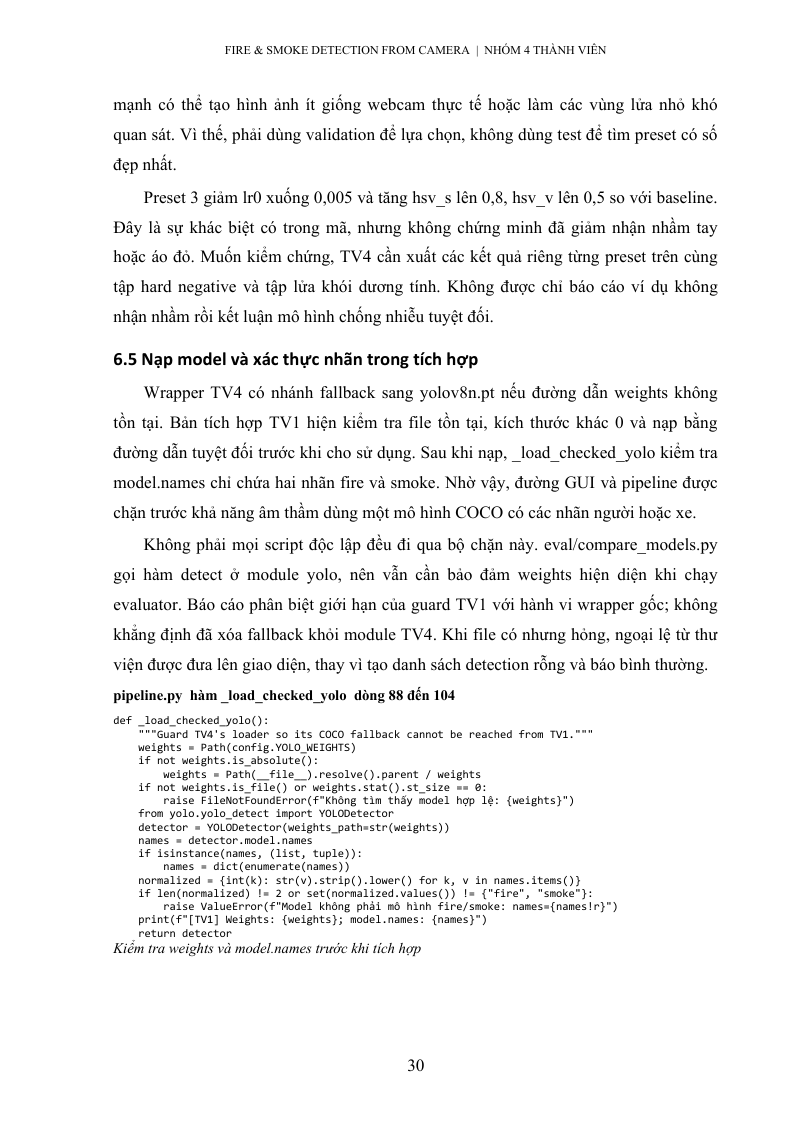 FIRE & SMOKE DETECTION FROM CAMERA | NHÓM 4 THÀNH VIÊN
mạnh có thể tạo hình ảnh ít giống webcam thực tế hoặc làm các vùng lửa nhỏ khó
quan sát. Vì thế, phải dùng validation để lựa chọn, không dùng test để tìm preset có số
đẹp nhất.
Preset 3 giảm lr0 xuống 0,005 và tăng hsv_s lên 0,8, hsv_v lên 0,5 so với baseline.
Đây là sự khác biệt có trong mã, nhưng không chứng minh đã giảm nhận nhầm tay
hoặc áo đỏ. Muốn kiểm chứng, TV4 cần xuất các kết quả riêng từng preset trên cùng
tập hard negative và tập lửa khói dương tính. Không được chỉ báo cáo ví dụ không
nhận nhầm rồi kết luận mô hình chống nhiễu tuyệt đối.
6.5 Nạp model và xác thực nhãn trong tích hợp
Wrapper TV4 có nhánh fallback sang yolov8n.pt nếu đường dẫn weights không
tồn tại. Bản tích hợp TV1 hiện kiểm tra file tồn tại, kích thước khác 0 và nạp bằng
đường dẫn tuyệt đối trước khi cho sử dụng. Sau khi nạp, _load_checked_yolo kiểm tra
model.names chỉ chứa hai nhãn fire và smoke. Nhờ vậy, đường GUI và pipeline được
chặn trước khả năng âm thầm dùng một mô hình COCO có các nhãn người hoặc xe.
Không phải mọi script độc lập đều đi qua bộ chặn này. eval/compare_models.py
gọi hàm detect ở module yolo, nên vẫn cần bảo đảm weights hiện diện khi chạy
evaluator. Báo cáo phân biệt giới hạn của guard TV1 với hành vi wrapper gốc; không
khẳng định đã xóa fallback khỏi module TV4. Khi file có nhưng hỏng, ngoại lệ từ thư
viện được đưa lên giao diện, thay vì tạo danh sách detection rỗng và báo bình thường.
pipeline.py hàm _load_checked_yolo dòng 88 đến 104
def _load_checked_yolo():
    """Guard TV4's loader so its COCO fallback cannot be reached from TV1."""
    weights = Path(config.YOLO_WEIGHTS)
    if not weights.is_absolute():
        weights = Path(__file__).resolve().parent / weights
    if not weights.is_file() or weights.stat().st_size == 0:
        raise FileNotFoundError(f"Không tìm thấy model hợp lệ: {weights}")
    from yolo.yolo_detect import YOLODetector
    detector = YOLODetector(weights_path=str(weights))
    names = detector.model.names
    if isinstance(names, (list, tuple)):
        names = dict(enumerate(names))
    normalized = {int(k): str(v).strip().lower() for k, v in names.items()}
    if len(normalized) != 2 or set(normalized.values()) != {"fire", "smoke"}:
        raise ValueError(f"Model không phải mô hình fire/smoke: names={names!r}")
    print(f"[TV1] Weights: {weights}; model.names: {names}")
    return detector
Kiểm tra weights và model.names trước khi tích hợp
30